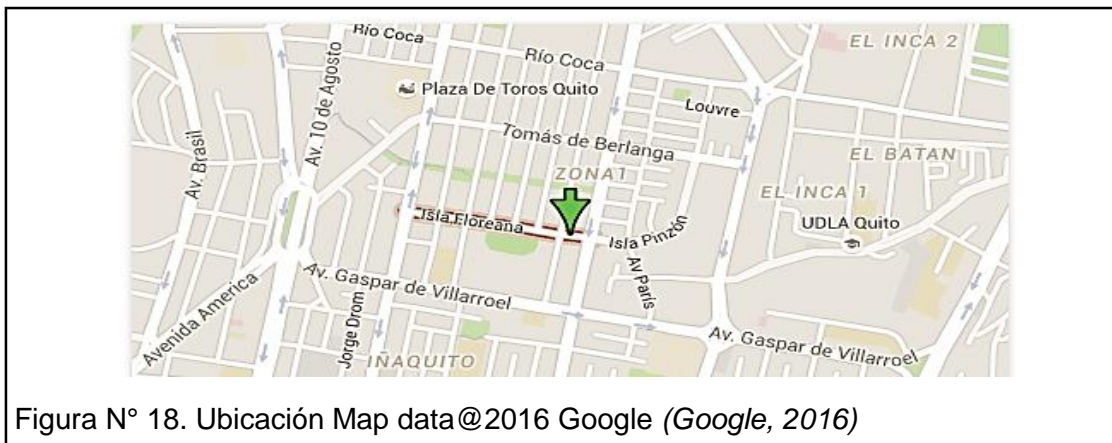 Río Coca
Río Coca
EL INCA 2
Av. 10 de Agosto
Plaza De Toros Quito
Louvre
Tomás de Berlanga
Av. Brasil
ZONA1
EL BATAN
EL INCA 1
Isla Floreana
Isla Pinzón
UDLA Quito
Av. Gaspar de Villarroel
Av París
Avenida America
Jorge Drom
Av. Gaspar de Villarroel
IÑAQUITO
Figura N° 18. Ubicación Map data@2016 Google (Google, 2016)